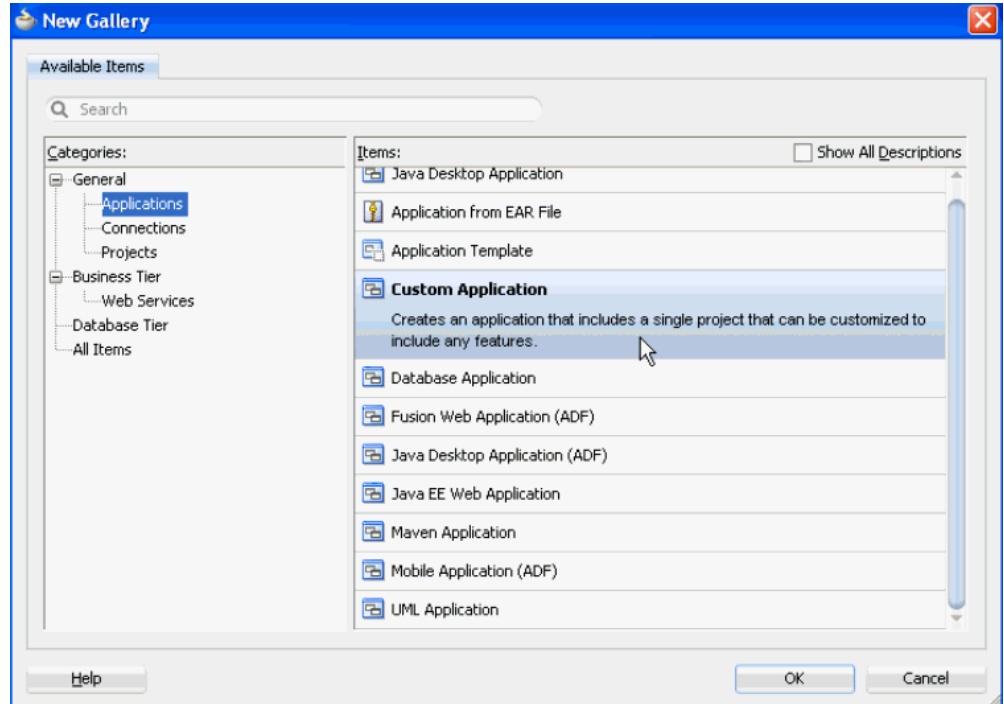 New Gallery
Available Items
Search
Categories:
General
Applications
Connections
Projects
Business Tier
Web Services
Database Tier
All Items
Items:
Show All Descriptions
Java Desktop Application
Application from EAR File
Application Template
Custom Application
Creates an application that includes a single project that can be customized to
include any features.
Database Application
Fusion Web Application (ADF)
Java Desktop Application (ADF)
Java EE Web Application
Maven Application
Mobile Application (ADF)
UML Application
Help
OK
Cancel